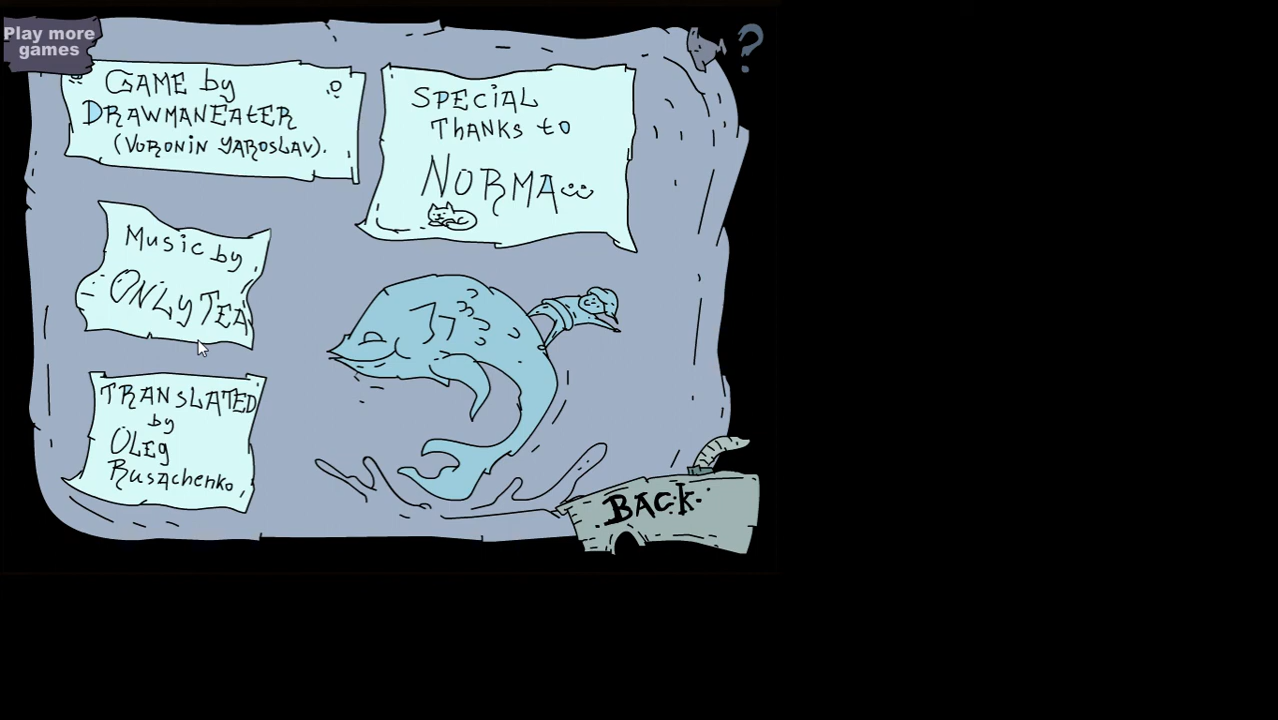 Play more
games
?
GAME by
DRAWMANEATER
(VORONIN YAROSLAV).
SPECIAL
THANKS to
NORMA
Music by
ONLYTEA
TRANSLATED
by
OLEg
Rusachenko.
BACK.